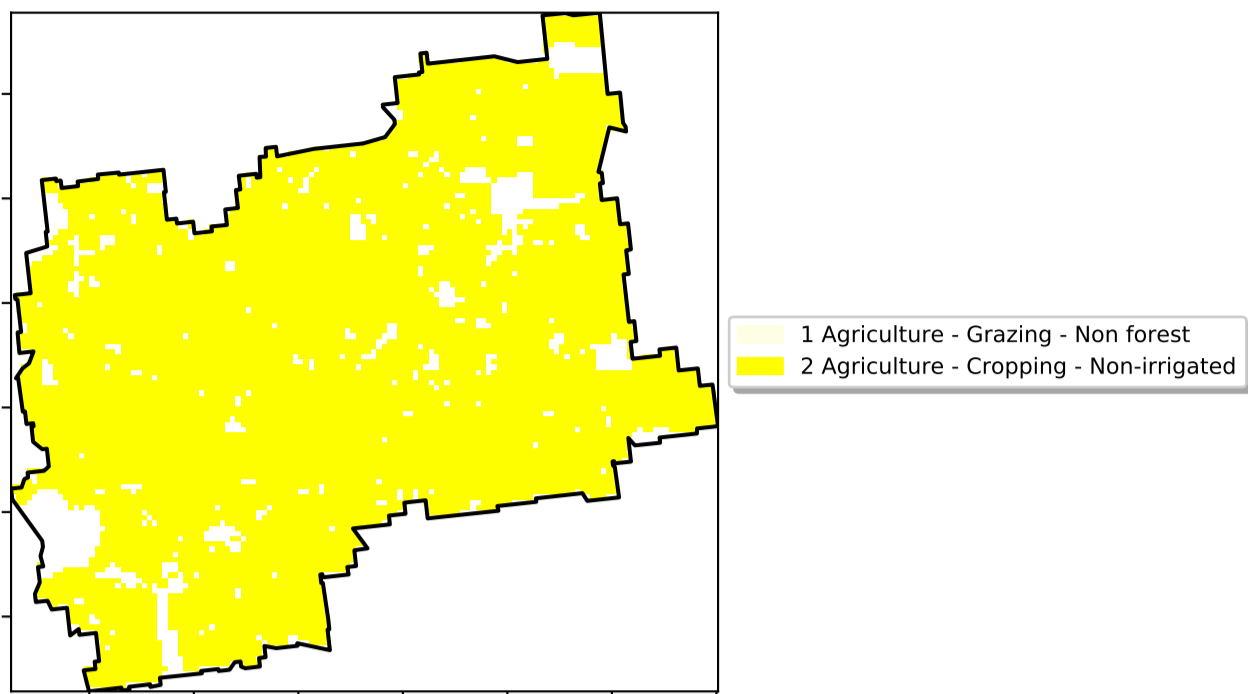 1 Agriculture - Grazing - Non forest
2 Agriculture - Cropping - Non-irrigated